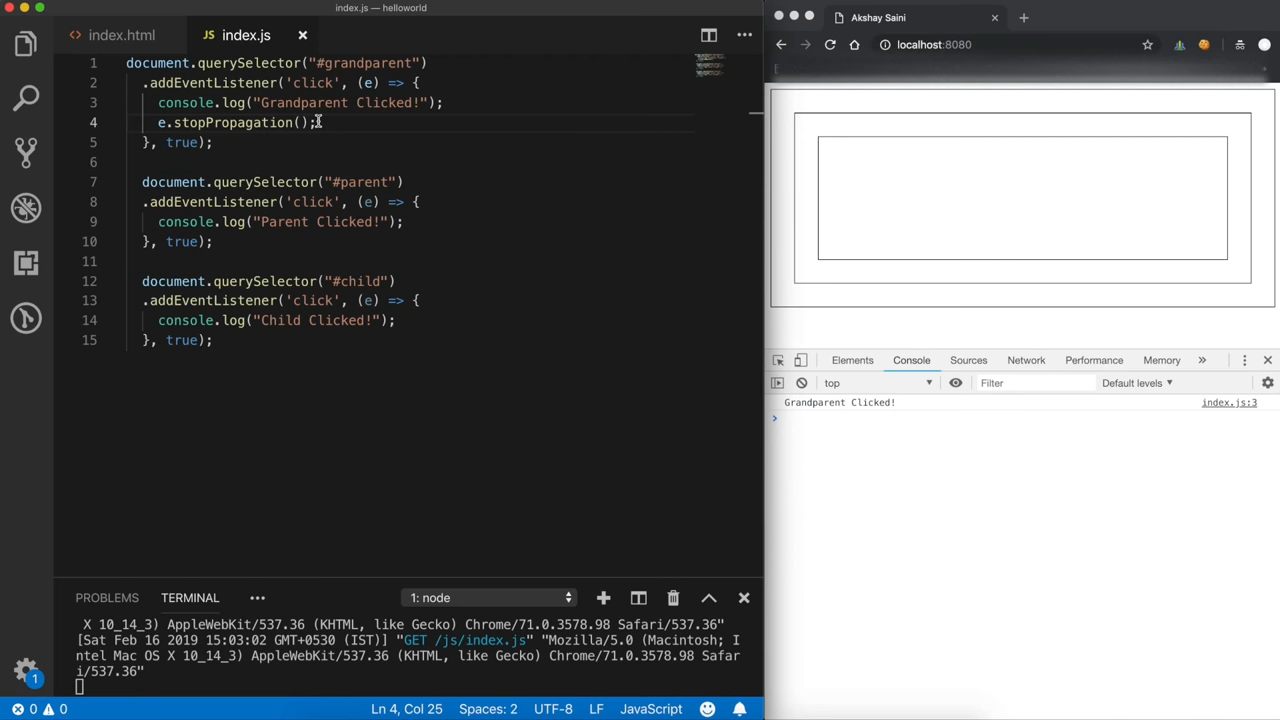 index.js — helloworld
index.html
JS index.js
1 document.querySelector("#grandparent")
2 .addEventListener('click', (e) => {
3 console.log("Grandparent Clicked!");
4 e.stopPropagation();
5 }, true);
6
7 document.querySelector("#parent")
8 .addEventListener('click', (e) => {
9 console.log("Parent Clicked!");
10 }, true);
11
12 document.querySelector("#child")
13 .addEventListener('click', (e) => {
14 console.log("Child Clicked!");
15 }, true);
PROBLEMS TERMINAL 1: node
X 10_14_3) AppleWebKit/537.36 (KHTML, like Gecko) Chrome/71.0.3578.98 Safari/537.36"
[Sat Feb 16 2019 15:03:02 GMT+0530 (IST)] "GET /js/index.js" "Mozilla/5.0 (Macintosh; I
ntel Mac OS X 10_14_3) AppleWebKit/537.36 (KHTML, like Gecko) Chrome/71.0.3578.98 Safar
i/537.36"
1
0 0 Ln 4, Col 25 Spaces: 2 UTF-8 LF JavaScript
Akshay Saini
localhost:8080
Elements Console Sources Network Performance Memory
top Filter Default levels
Grandparent Clicked! index.js:3